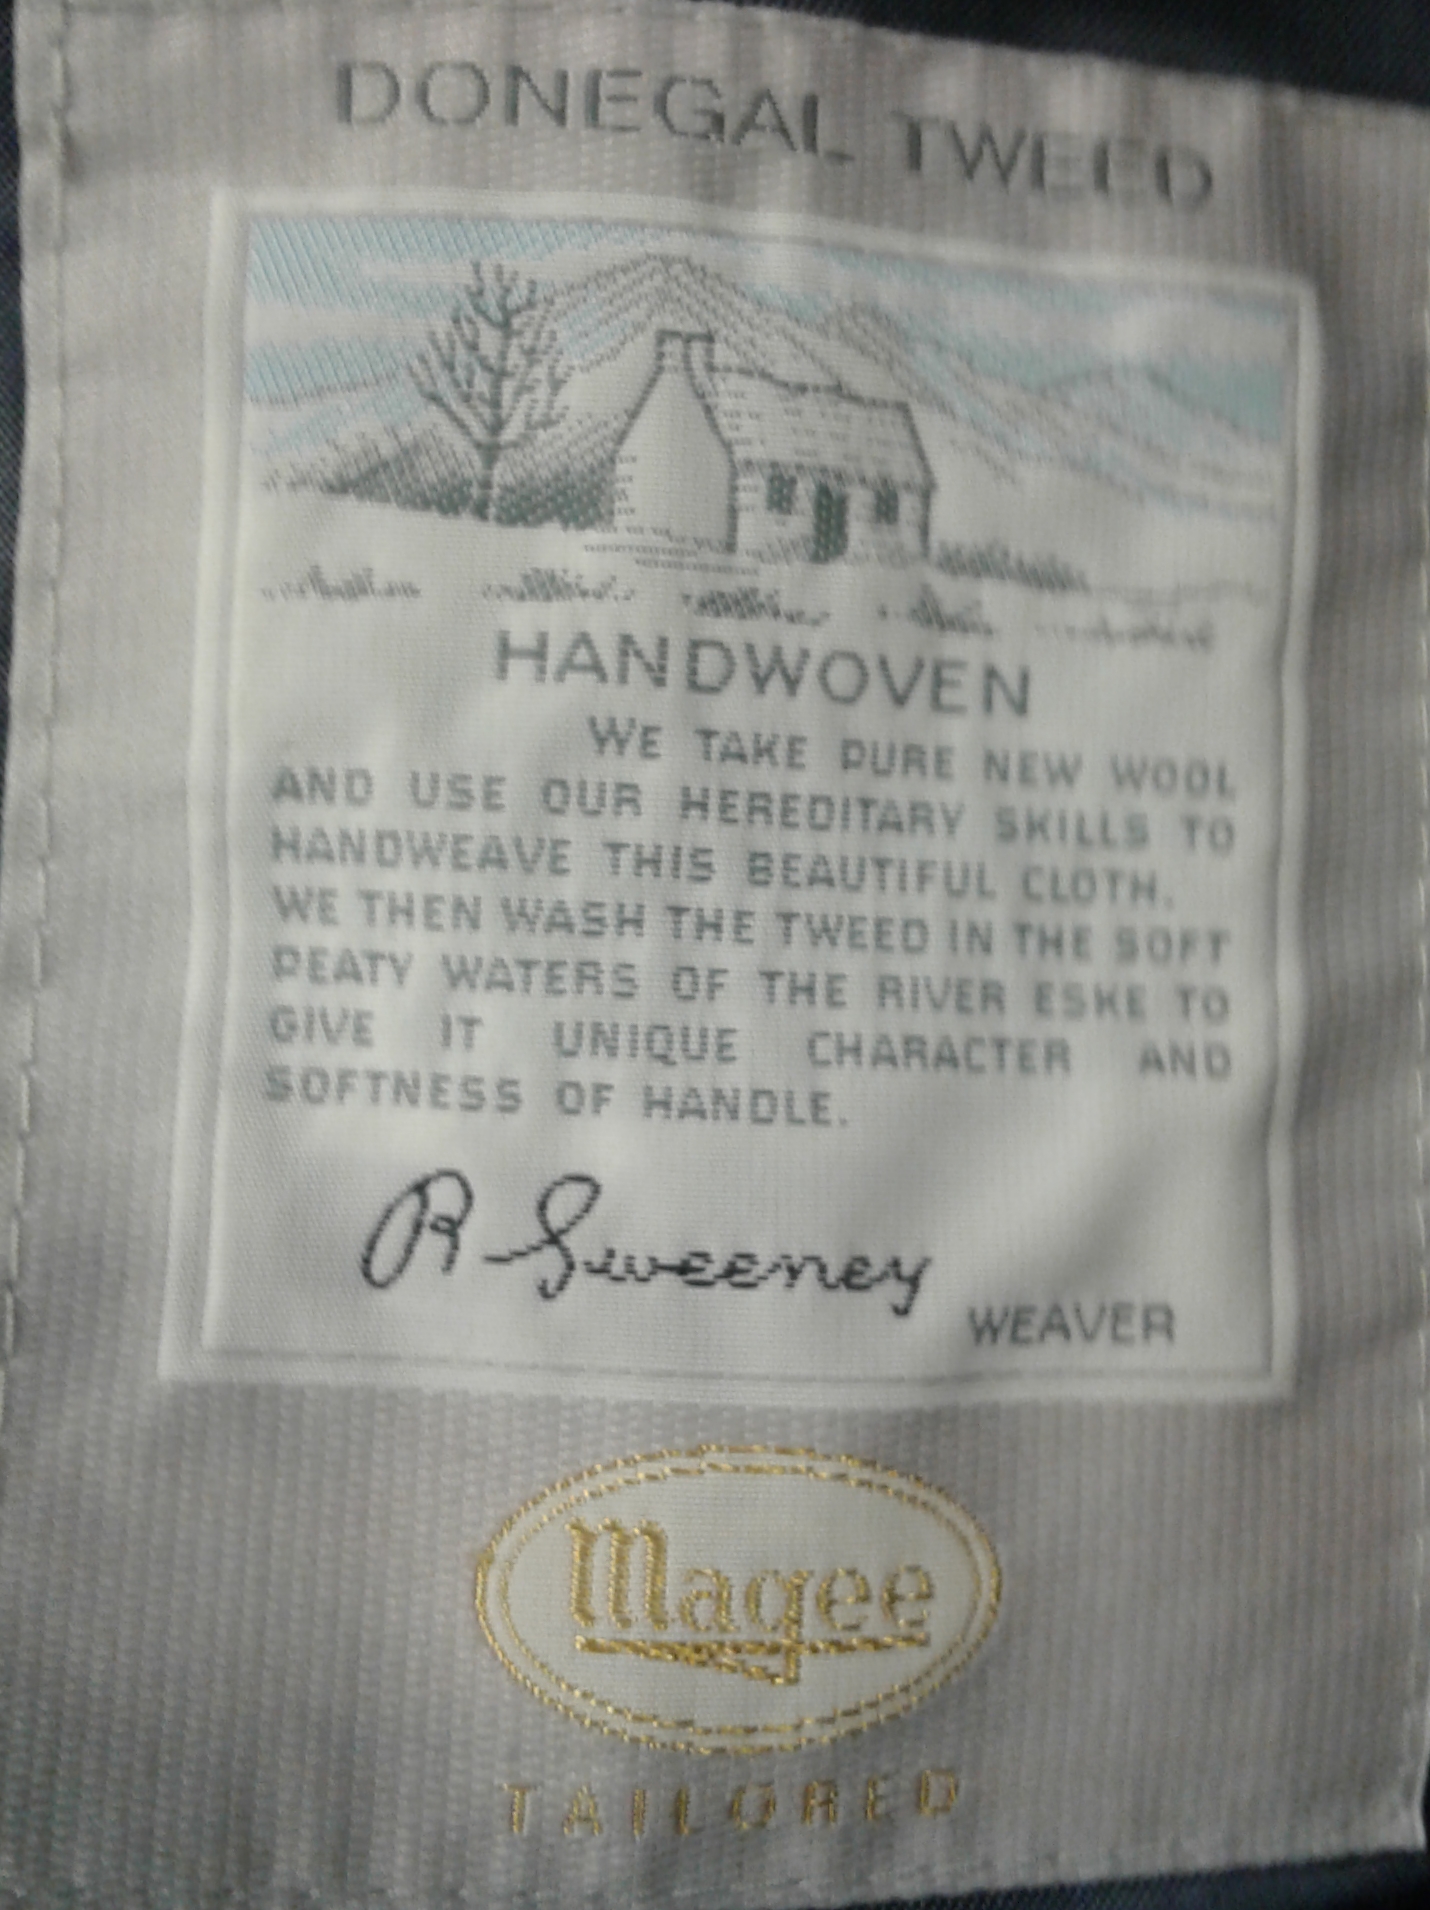 DONEGAL TWEED
HANDWOVEN
WE TAKE PURE NEW WOOL
AND USE OUR HEREDITARY SKILLS TO
HANDWEAVE THIS BEAUTIFUL CLOTH.
WE THEN WASH THE TWEED IN THE SOFT
PEATY WATERS OF THE RIVER ESKE TO
GIVE IT UNIQUE CHARACTER AND
SOFTNESS OF HANDLE.
R Sweeney
WEAVER
Magee
TAILORED